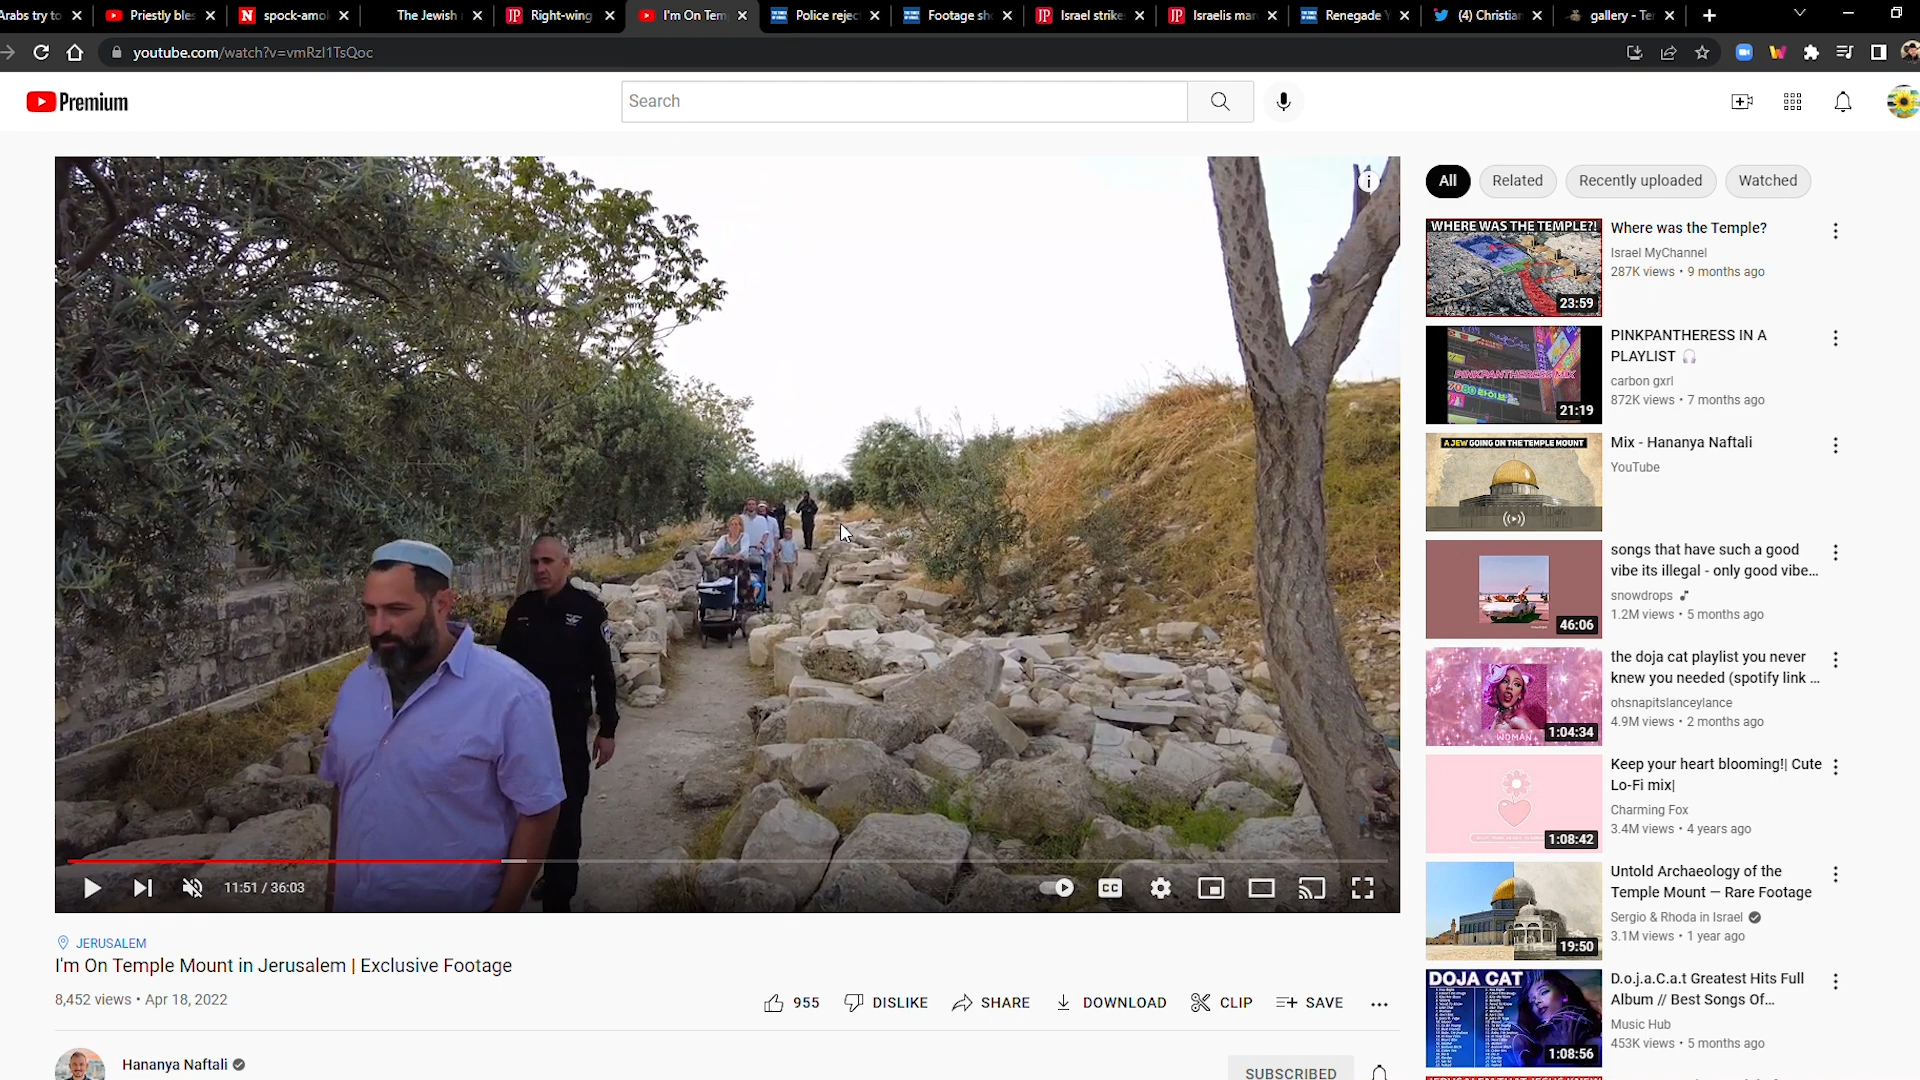 Arabs try to
Priestly bles
spock-amo
The Jewish
Right-wing
I'm On Tem
Police rejec
Footage sh
Israel strike
Israelis mar
Renegade Y
(4) Christia
gallery - Te
youtube.com/watch?v=vmRzl1TsQoc
Premium
Search
All
Related
Recently uploaded
Watched
WHERE WAS THE TEMPLE?!
23:59
Where was the Temple?
Israel MyChannel
287K views • 9 months ago
PINKPANTHERESS MIX
21:19
PINKPANTHERESS IN A
PLAYLIST 🎧
carbon gxrl
872K views • 7 months ago
A JEW GOING ON THE TEMPLE MOUNT
Mix - Hananya Naftali
YouTube
46:06
songs that have such a good
vibe its illegal - only good vibe...
snowdrops
1.2M views • 5 months ago
WOMAN
1:04:34
the doja cat playlist you never
knew you needed (spotify link ...
ohsnapitslanceylance
4.9M views • 2 months ago
1:08:42
Keep your heart blooming!| Cute
Lo-Fi mix|
Charming Fox
3.4M views • 4 years ago
19:50
Untold Archaeology of the
Temple Mount — Rare Footage
Sergio & Rhoda in Israel
3.1M views • 1 year ago
DOJA CAT
1:08:56
D.o.j.a.C.a.t Greatest Hits Full
Album // Best Songs Of...
Music Hub
453K views • 5 months ago
11:51 / 36:03
CC
JERUSALEM
I'm On Temple Mount in Jerusalem | Exclusive Footage
8,452 views • Apr 18, 2022
955
DISLIKE
SHARE
DOWNLOAD
CLIP
SAVE
Hananya Naftali
SUBSCRIBED